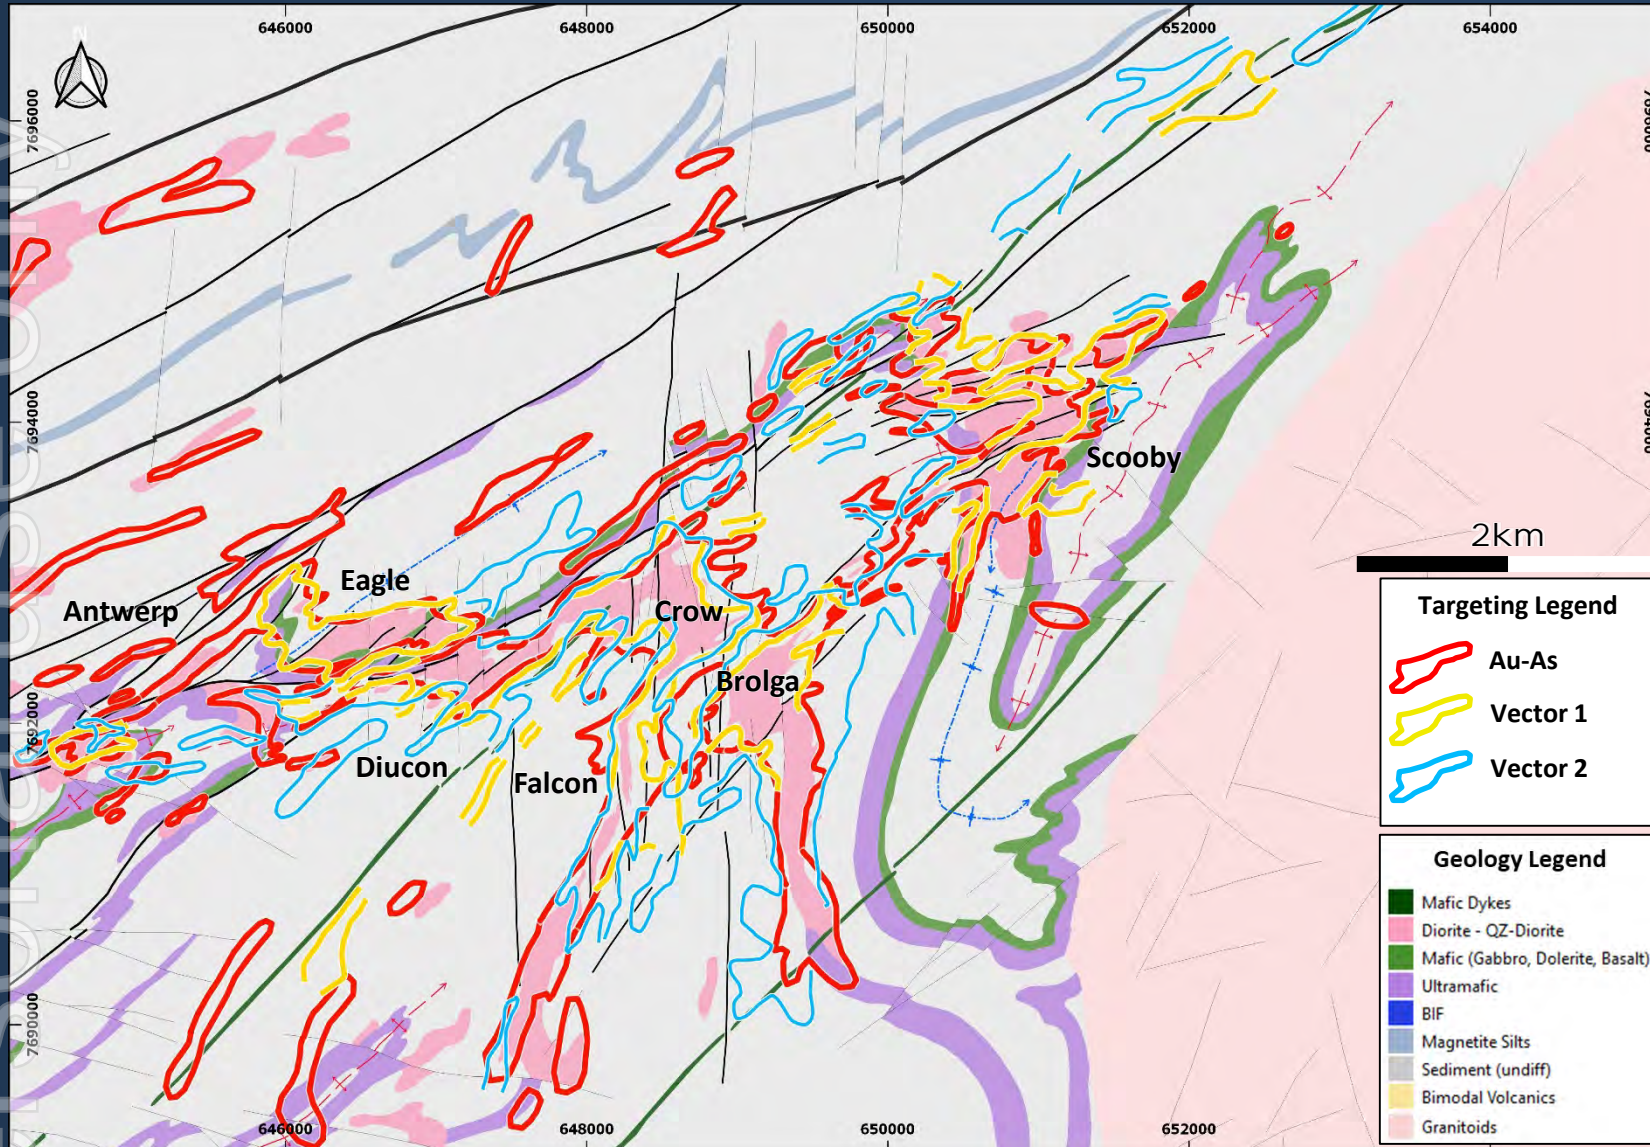 646000
648000
650000
652000
654000
7696000
7696000
7694000
7694000
7692000
7690000
Scooby
2km
Eagle
Antwerp
Crow
Brolga
Diucon
Falcon
Targeting Legend
Au-As
Vector 1
Vector 2
Geology Legend
Mafic Dykes
Diorite - QZ-Diorite
Mafic (Gabbro, Dolerite, Basalt)
Ultramafic
BIF
Magnetite Silts
Sediment (undiff)
Bimodal Volcanics
Granitoids
646000
648000
650000
652000